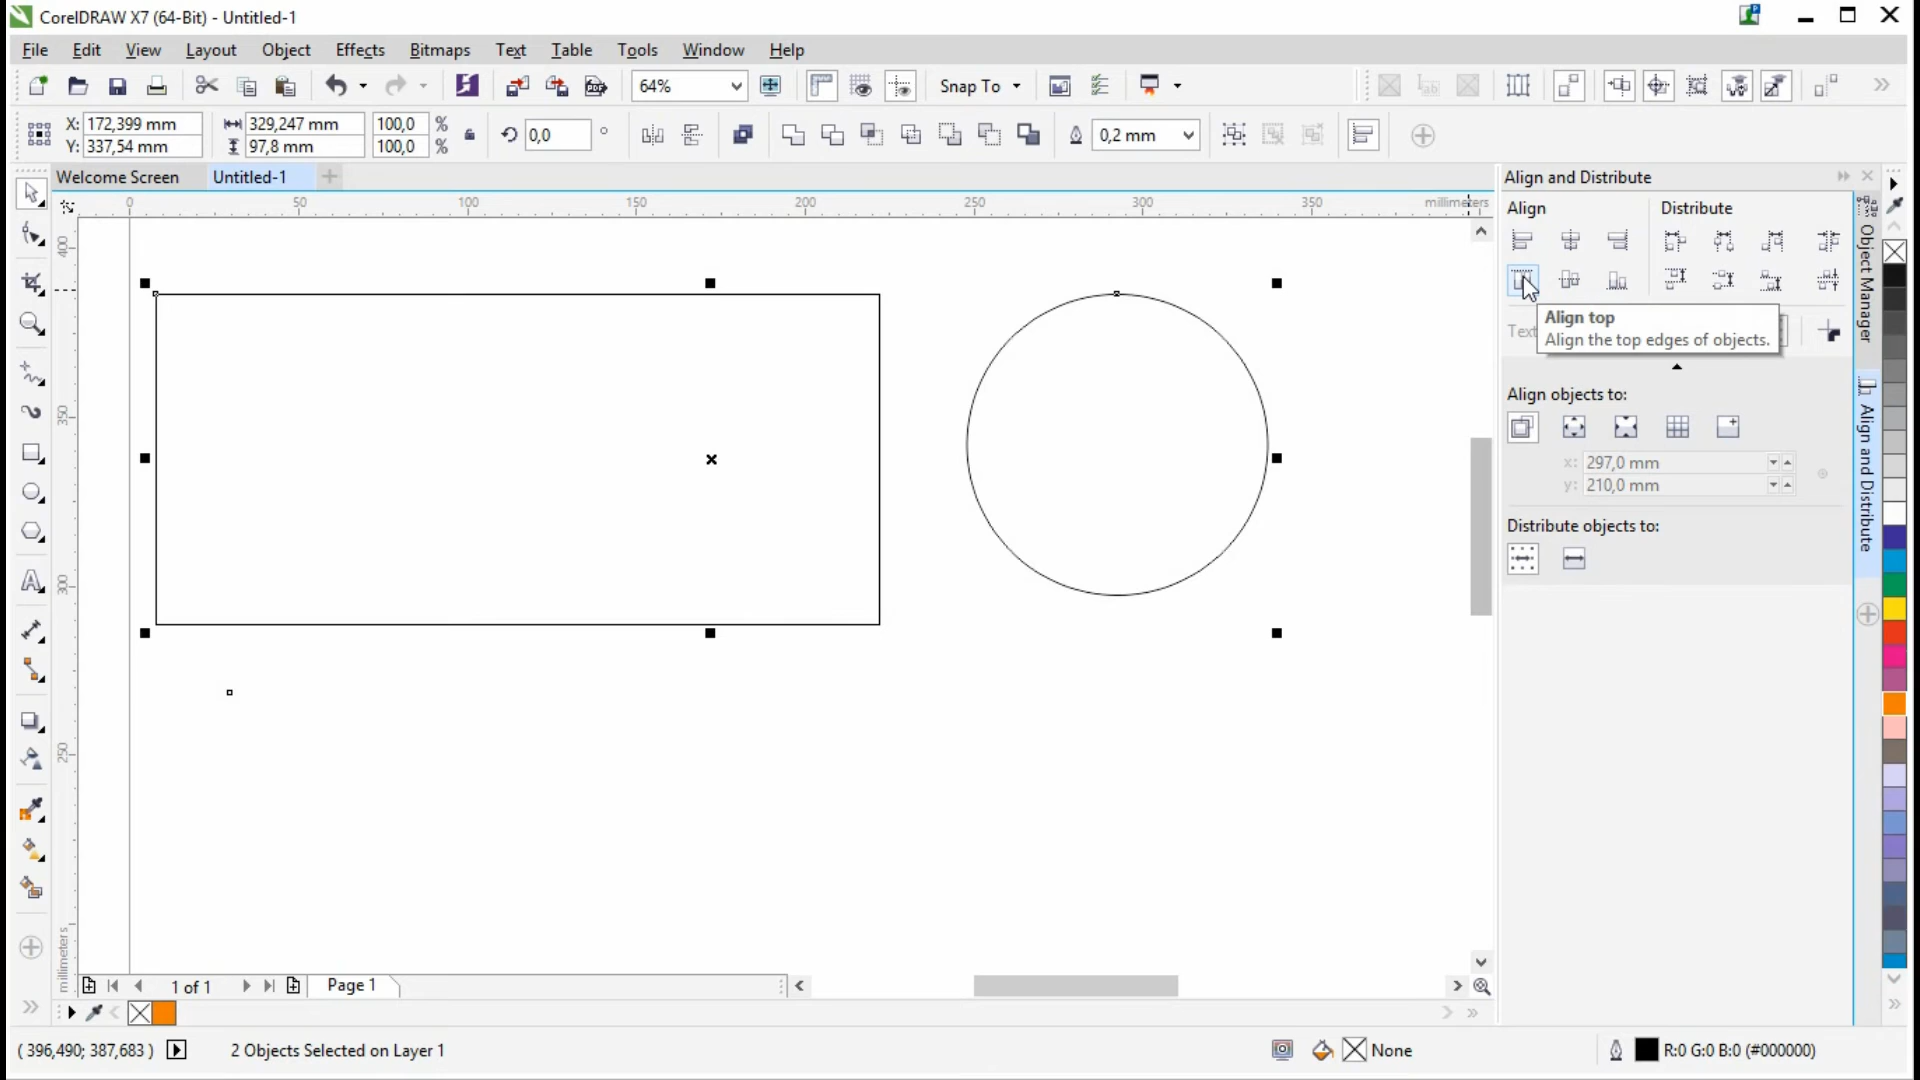 CorelDRAW X7 (64-Bit) - Untitled-1
File Edit View Layout Object Effects Bitmaps Text Table Tools Window Help
64% Snap To
X: 172,399 mm 329,247 mm 100,0 %
Y: 337,54 mm 97,8 mm 100,0 %
0,0 °
0,2 mm
Welcome Screen Untitled-1
Align and Distribute
0 50 100 150 200 250 300 350 millimeters
400
350
300
250
millimeters
Align Distribute
Align top
Align the top edges of objects.
Text
Align objects to:
x: 297,0 mm
y: 210,0 mm
Distribute objects to:
Object Manager
Align and Distribute
1 of 1 Page 1
( 396,490; 387,683 ) 2 Objects Selected on Layer 1 None R:0 G:0 B:0 (#000000)